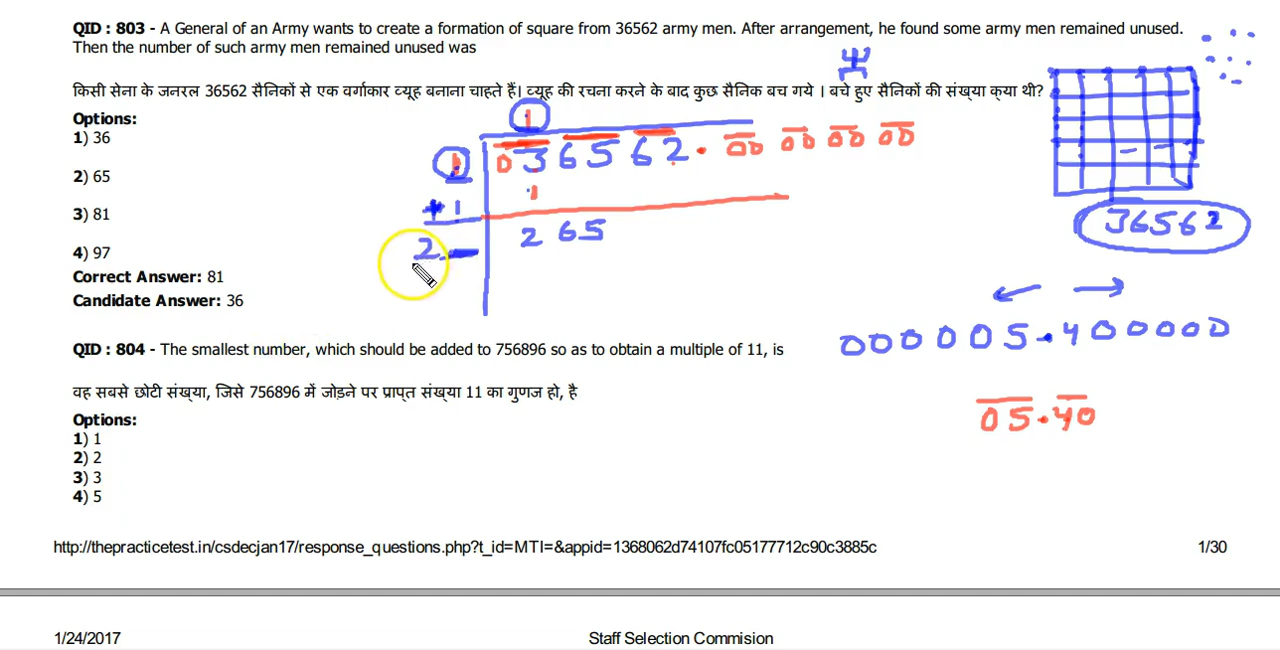 QID : 803 - A General of an Army wants to create a formation of square from 36562 army men. After arrangement, he found some army men remained unused.
Then the number of such army men remained unused was
किसी सेना के जनरल 36562 सैनिकों से एक वर्गाकार व्यूह बनाना चाहते हैं। व्यूह की रचना करने के बाद कुछ सैनिक बच गये । बचे हुए सैनिकों की संख्या क्या थी?
Options:
1) 36
2) 65
3) 81
4) 97
Correct Answer: 81
Candidate Answer: 36
1
1 03 65 62 . 00 00 00 00
1
+ 1
2 265
36562
000005.400000
05.40
QID : 804 - The smallest number, which should be added to 756896 so as to obtain a multiple of 11, is
वह सबसे छोटी संख्या, जिसे 756896 में जोड़ने पर प्राप्त संख्या 11 का गुणज हो, है
Options:
1) 1
2) 2
3) 3
4) 5
http://thepracticetest.in/csdecjan17/response_questions.php?t_id=MTI=&appid=1368062d74107fc05177712c90c3885c 1/30
1/24/2017 Staff Selection Commision